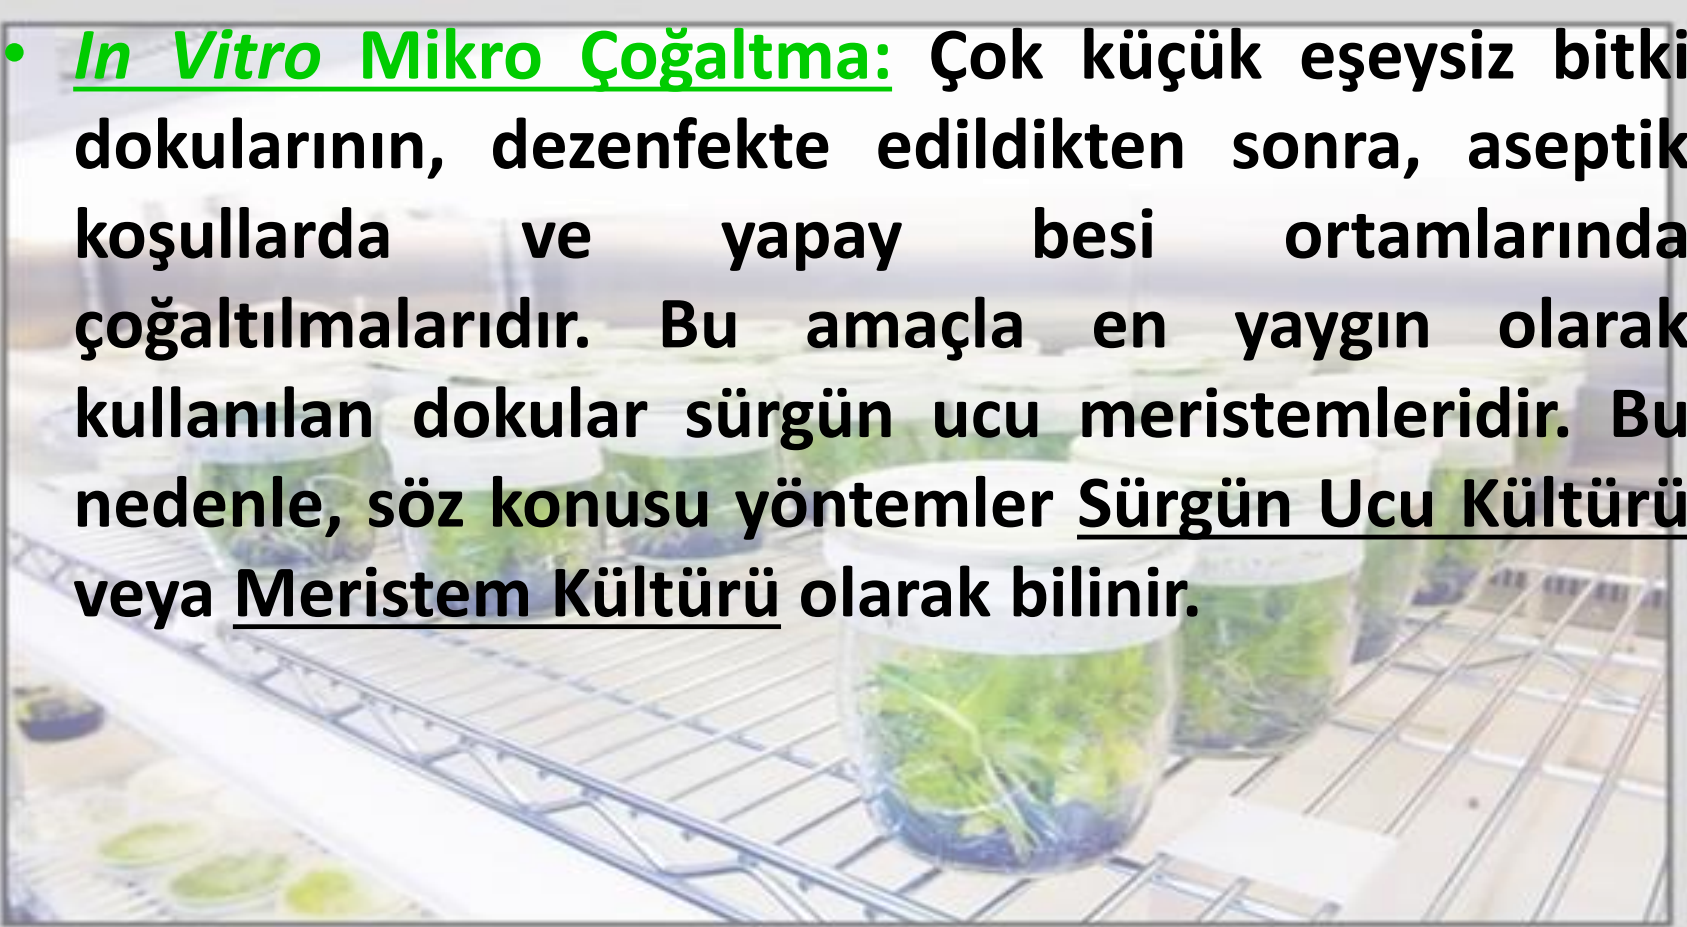 • In Vitro Mikro Çoğaltma: Çok küçük eşeysiz bitki
dokularının, dezenfekte edildikten sonra, aseptik
koşullarda ve yapay besi ortamlarında
çoğaltılmalarıdır. Bu amaçla en yaygın olarak
kullanılan dokular sürgün ucu meristemleridir. Bu
nedenle, söz konusu yöntemler Sürgün Ucu Kültürü
veya Meristem Kültürü olarak bilinir.